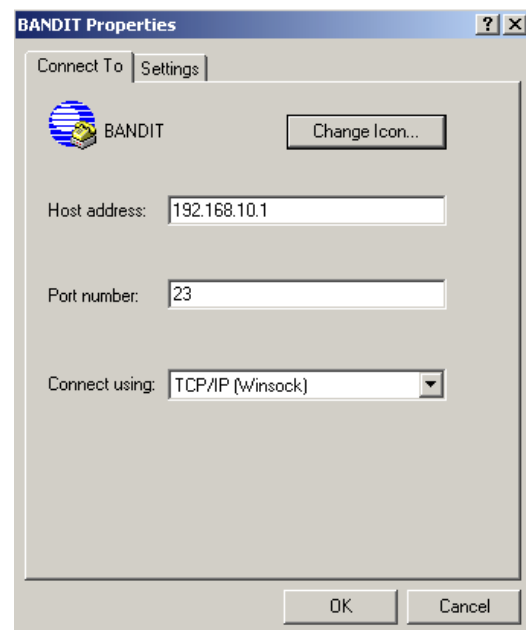 BANDIT Properties
Connect To Settings
BANDIT Change Icon...
Host address: 192.168.10.1
Port number: 23
Connect using: TCP/IP (Winsock)
OK Cancel